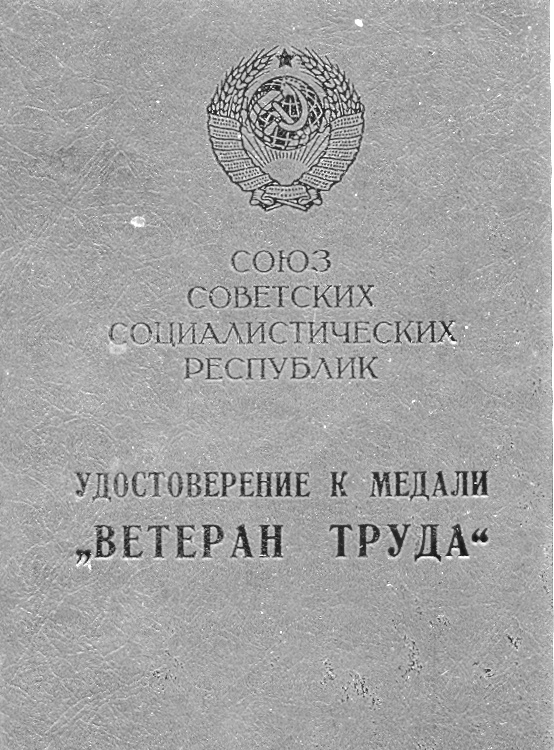 СОЮЗ
СОВЕТСКИХ
СОЦИАЛИСТИЧЕСКИХ
РЕСПУБЛИК
УДОСТОВЕРЕНИЕ К МЕДАЛИ
„ВЕТЕРАН ТРУДА“